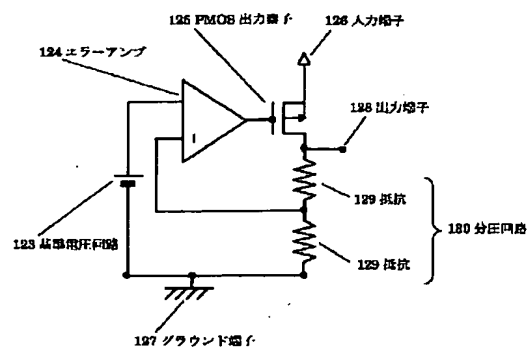 125 PMOS 出力端子
126 入力端子
124 エラーアンプ
128 出力端子
129 抵抗
123 基準電圧回路
130 分圧回路
129 抵抗
127 グラウンド端子